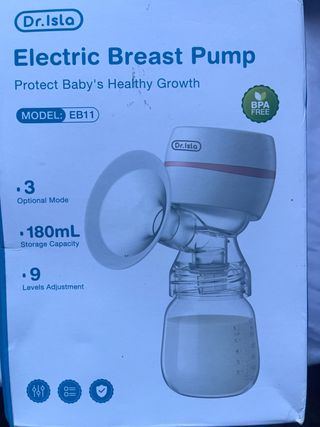 Dr.Isla
Electric Breast Pump
Protect Baby's Healthy Growth
MODEL: EB11
BPA
FREE
Dr.Isla
3
Optional Mode
180mL
Storage Capacity
9
Levels Adjustment